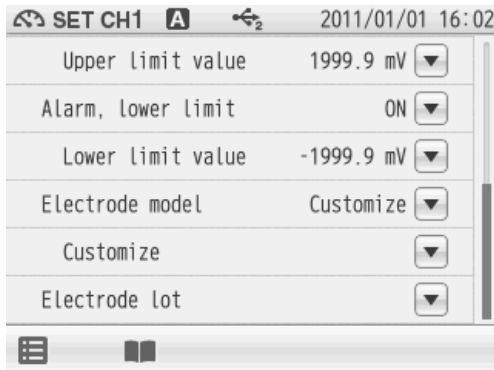 SET CH1 A 2 2011/01/01 16:02
Upper limit value 1999.9 mV
Alarm, lower limit ON
Lower limit value -1999.9 mV
Electrode model Customize
Customize
Electrode lot